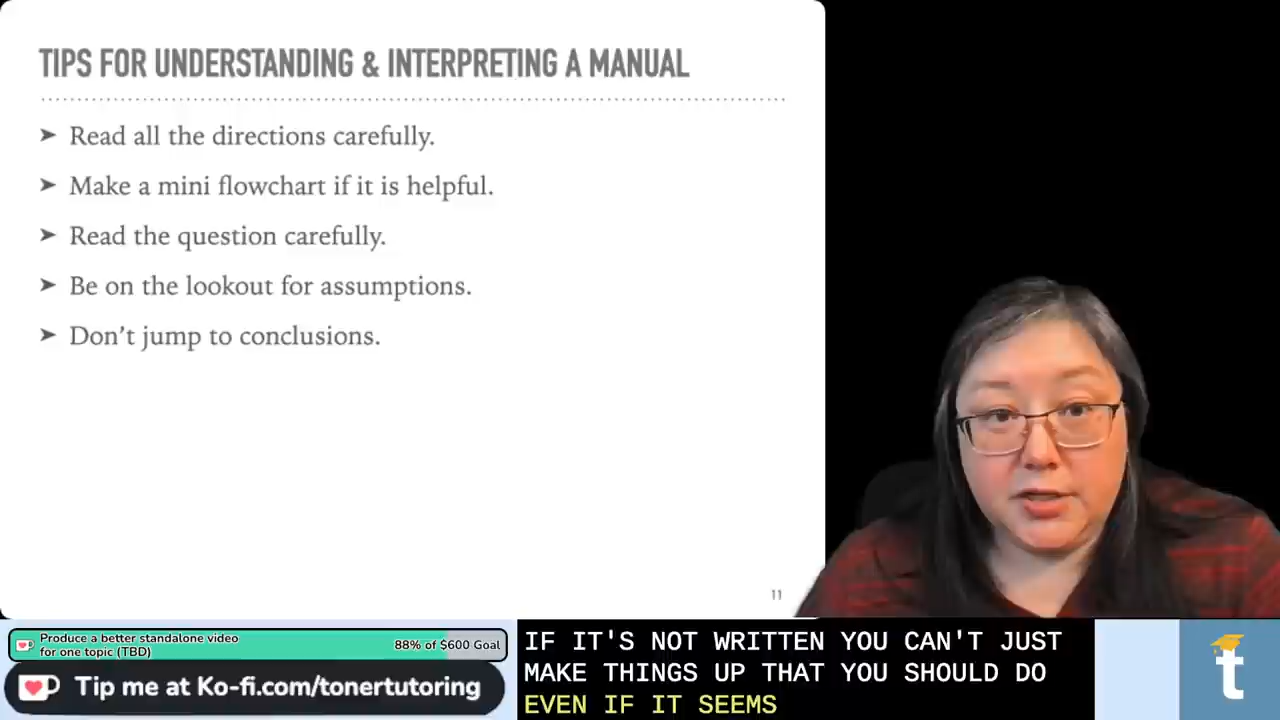 TIPS FOR UNDERSTANDING & INTERPRETING A MANUAL
➤ Read all the directions carefully.
➤ Make a mini flowchart if it is helpful.
➤ Read the question carefully.
➤ Be on the lookout for assumptions.
➤ Don't jump to conclusions.
11
Produce a better standalone video
for one topic (TBD)
88% of $600 Goal
Tip me at Ko-fi.com/tonertutoring
IF IT'S NOT WRITTEN YOU CAN'T JUST
MAKE THINGS UP THAT YOU SHOULD DO
EVEN IF IT SEEMS
t